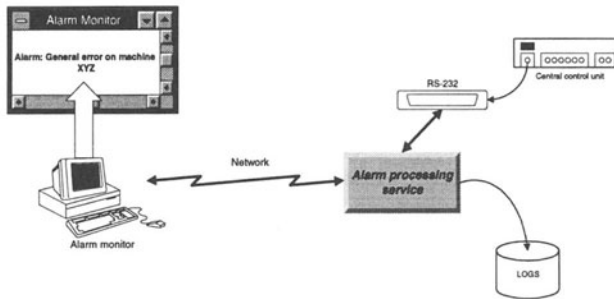 Alarm Monitor
Alarm: General error on machine
XYZ
RS-232
Central control unit
Network
Alarm processing
service
Alarm monitor
LOGS